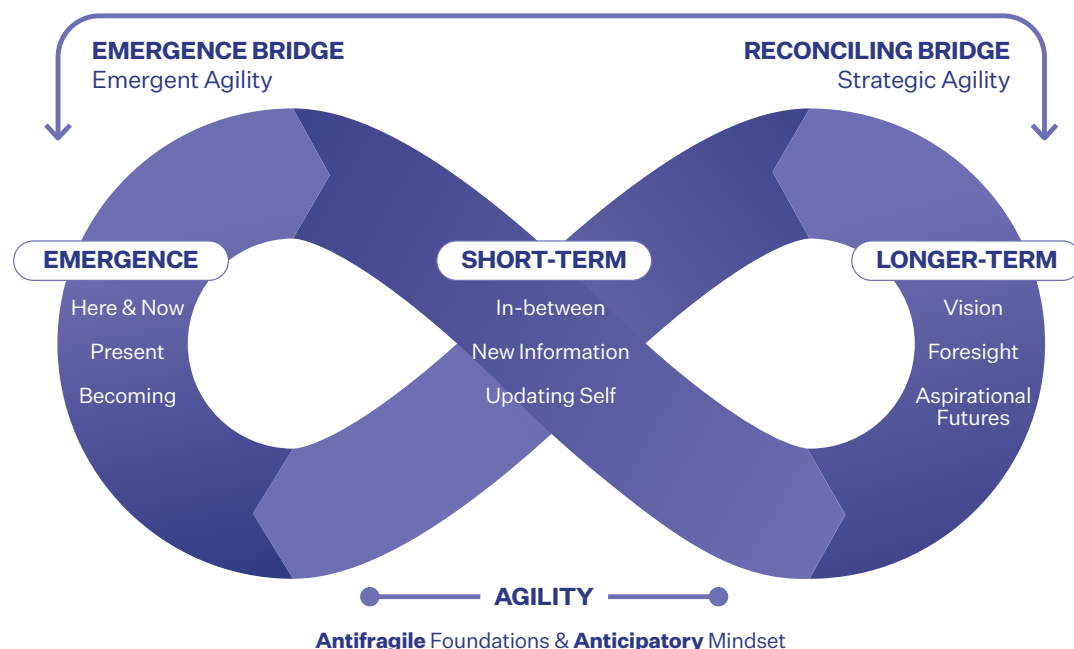 EMERGENCE BRIDGE
Emergent Agility
RECONCILING BRIDGE
Strategic Agility
EMERGENCE
Here & Now
Present
Becoming
SHORT-TERM
In-between
New Information
Updating Self
LONGER-TERM
Vision
Foresight
Aspirational
Futures
AGILITY
Antifragile Foundations & Anticipatory Mindset